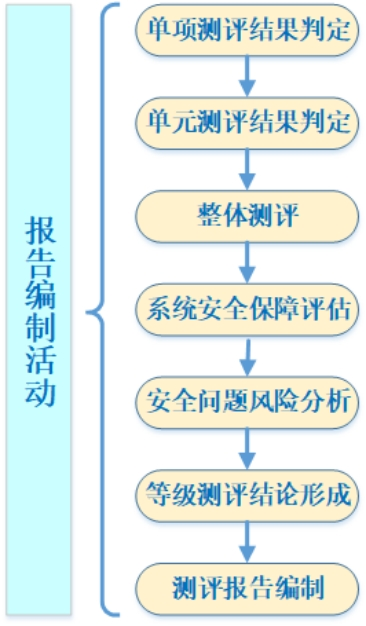 报告编制活动
单项测评结果判定
单元测评结果判定
整体测评
系统安全保障评估
安全问题风险分析
等级测评结论形成
测评报告编制